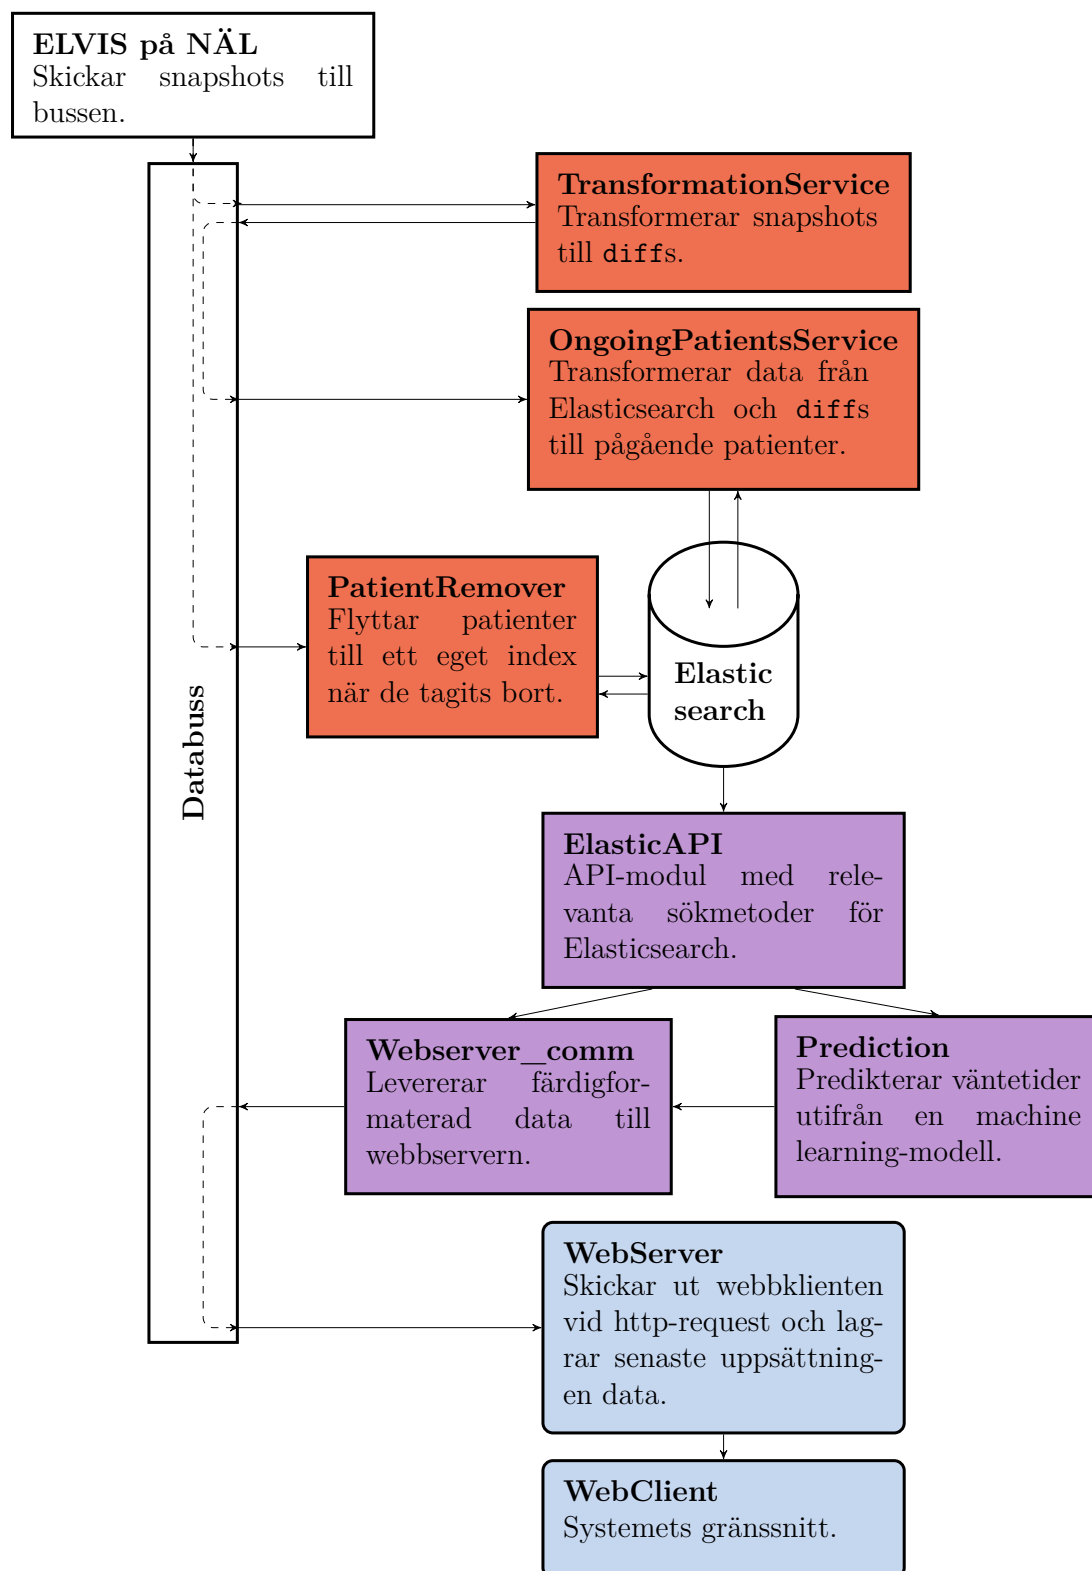 ELVIS på NÄL
Skickar snapshots till
bussen.
TransformationService
Transformerar snapshots
till diffs.
OngoingPatientsService
Transformerar data från
Elasticsearch och diffs
till pågående patienter.
PatientRemover
Flyttar patienter
till ett eget index
när de tagits bort.
Elastic
search
Databuss
ElasticAPI
API-modul med rele-
vanta sökmetoder för
Elasticsearch.
Webserver_comm
Levererar färdigfor-
materad data till
webbservern.
Prediction
Predikterar väntetider
utifrån en machine
learning-modell.
WebServer
Skickar ut webbklienten
vid http-request och lag-
rar senaste uppsättning-
en data.
WebClient
Systemets gränssnitt.